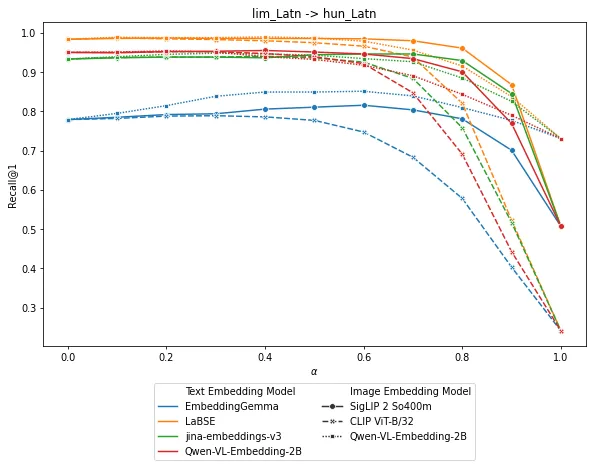 lim_Latn -> hun_Latn
Recall@1
1.0
0.9
0.8
0.7
0.6
0.5
0.4
0.3
0.0 0.2 0.4 0.6 0.8 1.0
α
Text Embedding Model Image Embedding Model
EmbeddingGemma SigLIP 2 So400m
LaBSE CLIP ViT-B/32
jina-embeddings-v3 Qwen-VL-Embedding-2B
Qwen-VL-Embedding-2B